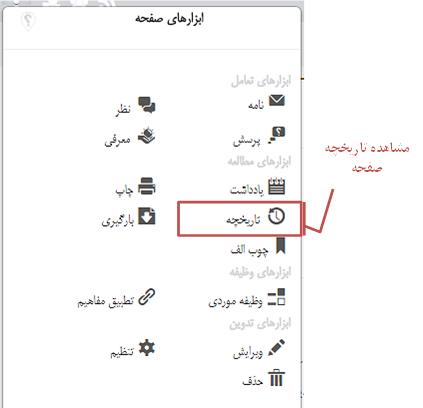 ابزارهای صفحه
ابزارهای تعامل
نامه نظر
پرسش معرفی
ابزارهای مطالعه
یادداشت چاپ
تاریخچه بارگیری
چوب الف
ابزارهای وظیفه
وظیفه موردی تطبیق مفاهیم
ابزارهای تدوین
ویرایش تنظیم
حذف
مشاهده تاریخچه
صفحه